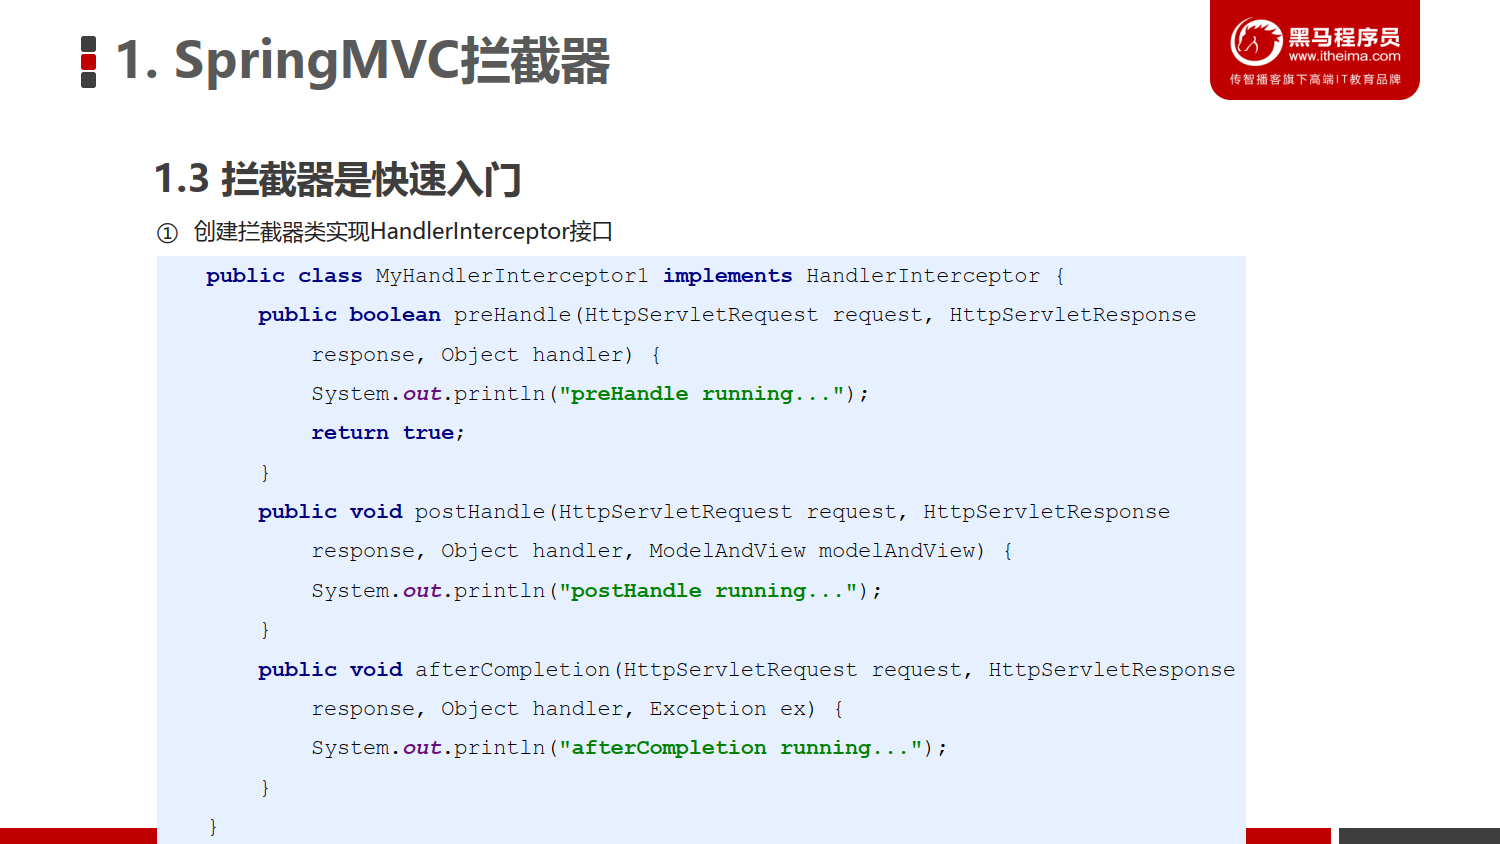 1. SpringMVC拦截器
黑马程序员
www.itheima.com
传智播客旗下高端IT教育品牌
1.3 拦截器是快速入门
① 创建拦截器类实现HandlerInterceptor接口
public class MyHandlerInterceptor1 implements HandlerInterceptor {
public boolean preHandle(HttpServletRequest request, HttpServletResponse
response, Object handler) {
System.out.println("preHandle running...");
return true;
}
public void postHandle(HttpServletRequest request, HttpServletResponse
response, Object handler, ModelAndView modelAndView) {
System.out.println("postHandle running...");
}
public void afterCompletion(HttpServletRequest request, HttpServletResponse
response, Object handler, Exception ex) {
System.out.println("afterCompletion running...");
}
}